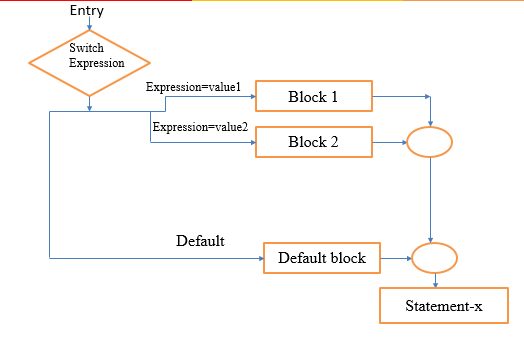 Entry
Switch
Expression
Expression=value1
Block 1
Expression=value2
Block 2
Default
Default block
Statement-x